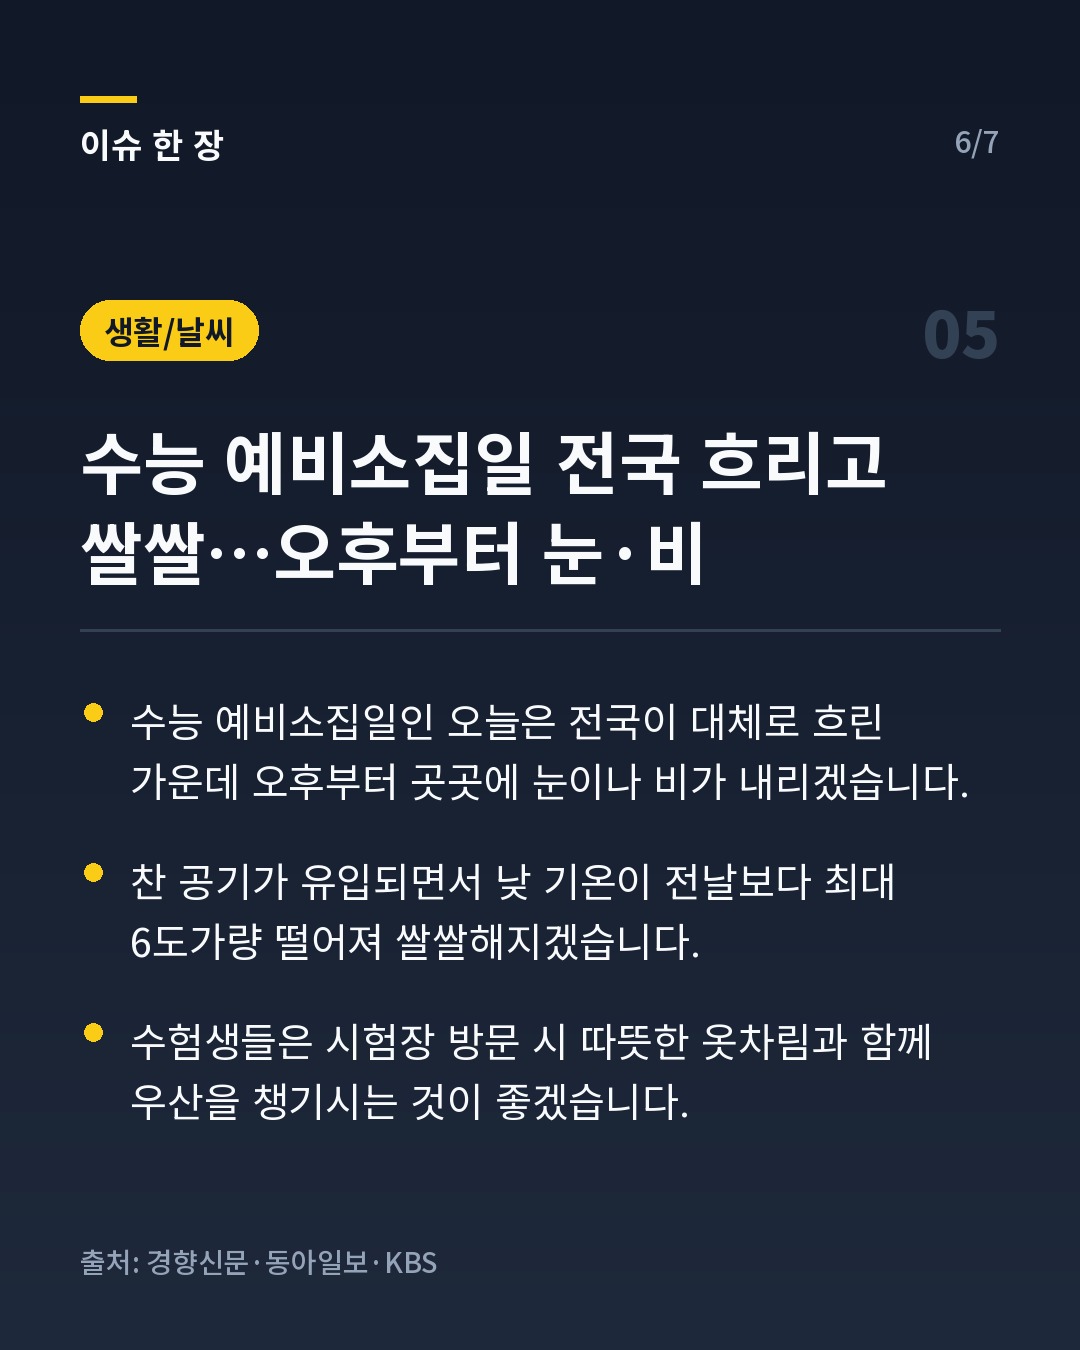 이슈 한 장
6/7
생활/날씨
05
수능 예비소집일 전국 흐리고
쌀쌀…오후부터 눈·비
수능 예비소집일인 오늘은 전국이 대체로 흐린
가운데 오후부터 곳곳에 눈이나 비가 내리겠습니다.
찬 공기가 유입되면서 낮 기온이 전날보다 최대
6도가량 떨어져 쌀쌀해지겠습니다.
수험생들은 시험장 방문 시 따뜻한 옷차림과 함께
우산을 챙기시는 것이 좋겠습니다.
출처: 경향신문·동아일보·KBS